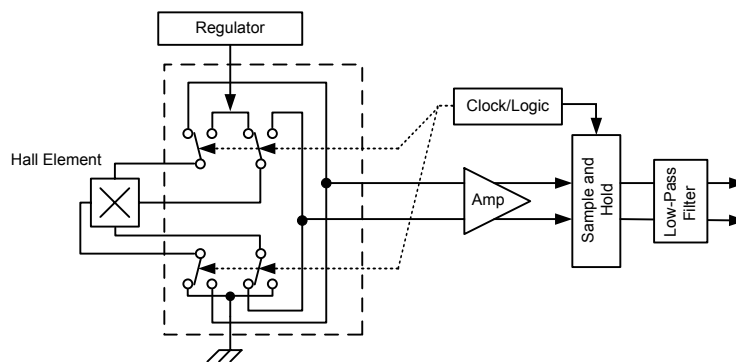 Regulator
Clock/Logic
Hall Element
Amp
Sample and
Hold
Low-Pass
Filter